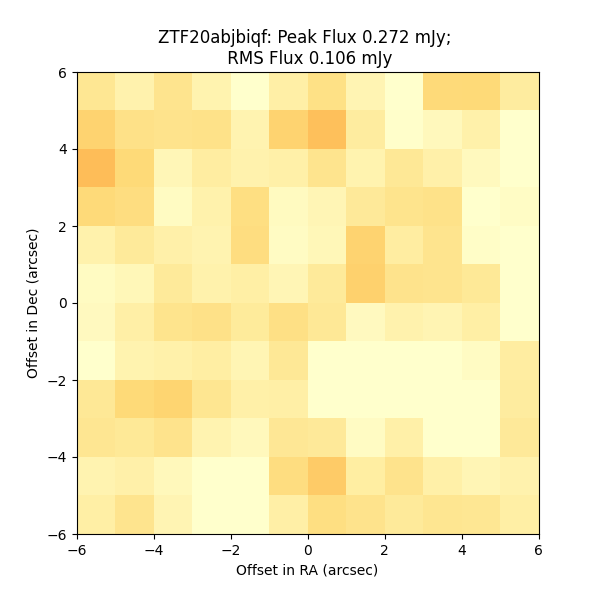 ZTF20abjbiqf: Peak Flux 0.272 mJy;
RMS Flux 0.106 mJy
6
4
2
0
−2
−4
−6
Offset in Dec (arcsec)
−6 −4 −2 0 2 4 6
Offset in RA (arcsec)